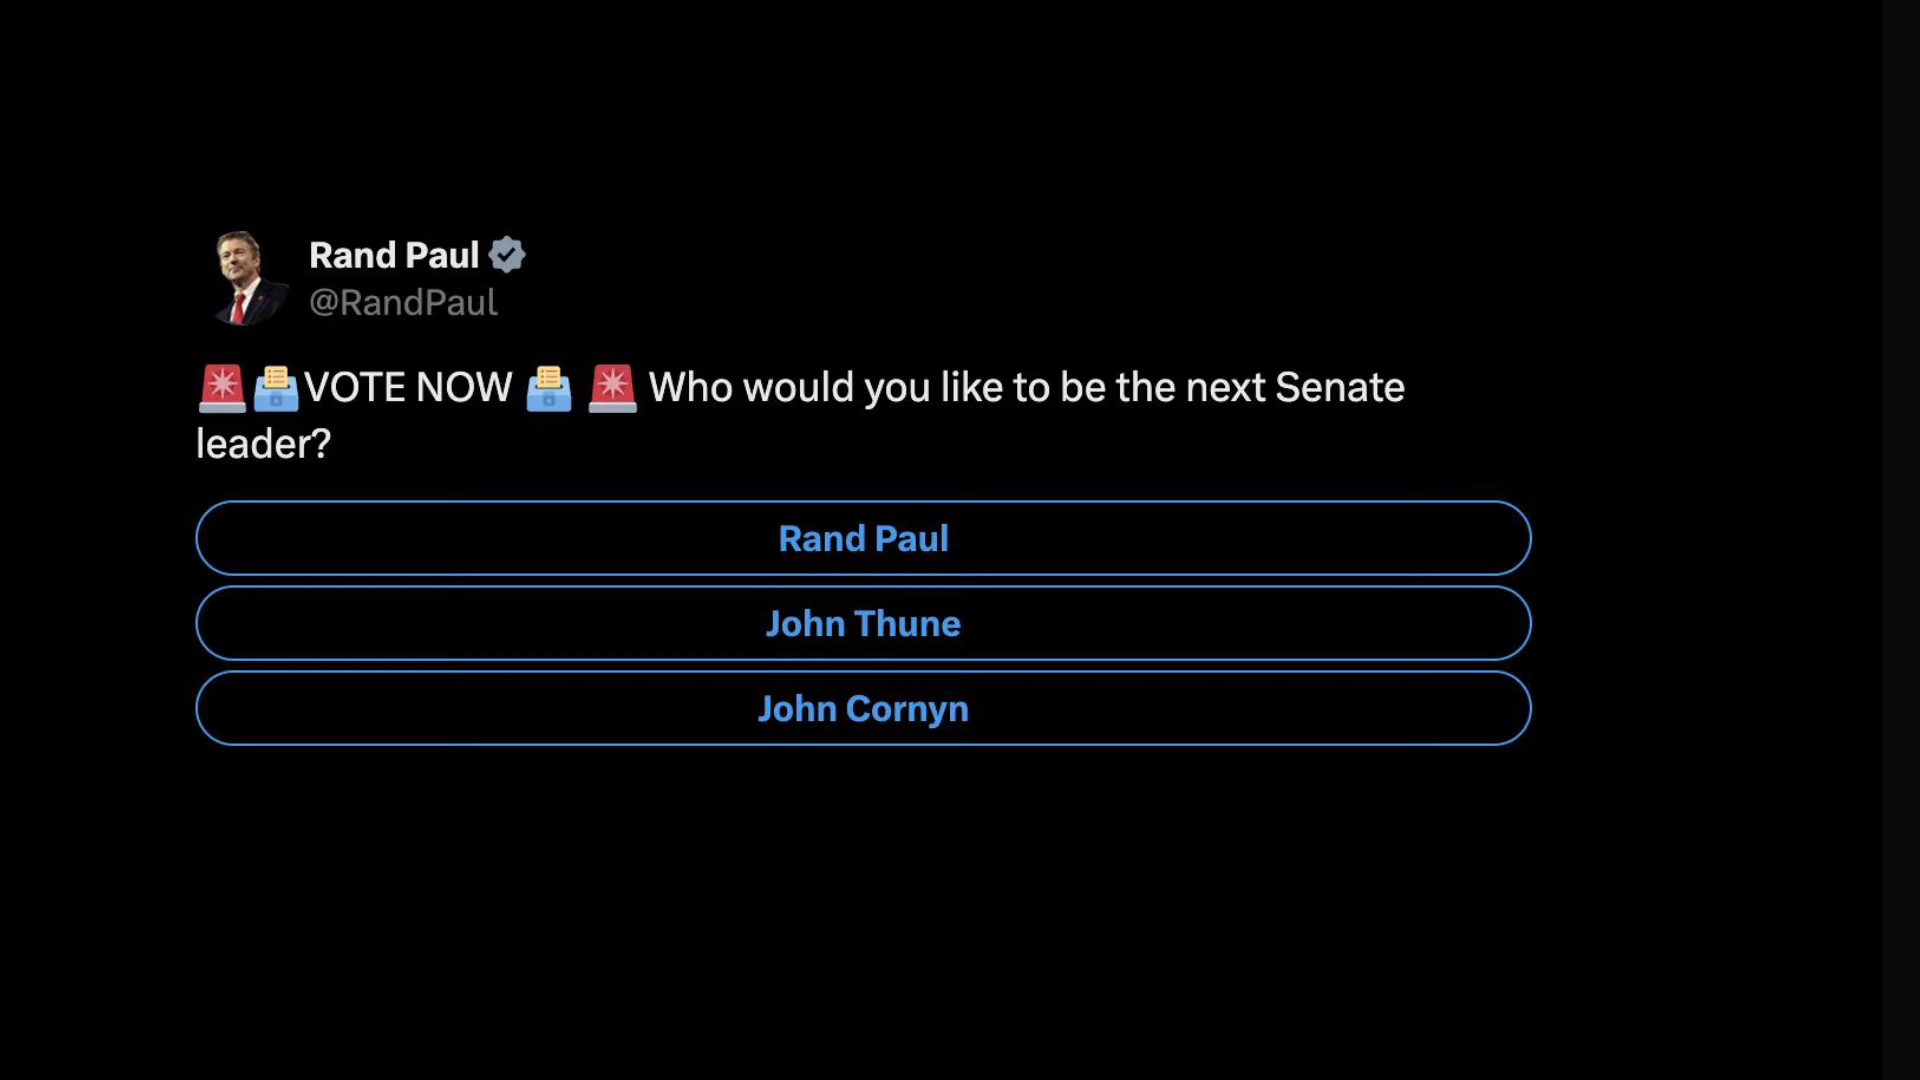 Rand Paul
@RandPaul
🚨🗳️VOTE NOW 🗳️ 🚨 Who would you like to be the next Senate
leader?
Rand Paul
John Thune
John Cornyn